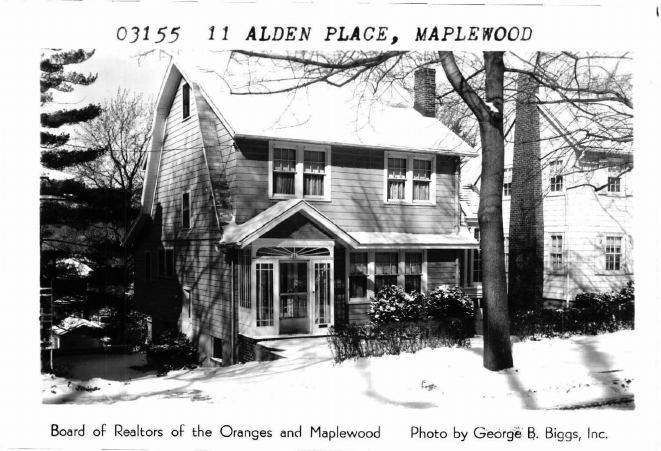 03155 11 ALDEN PLACE, MAPLEWOOD
Board of Realtors of the Oranges and Maplewood Photo by George B. Biggs, Inc.